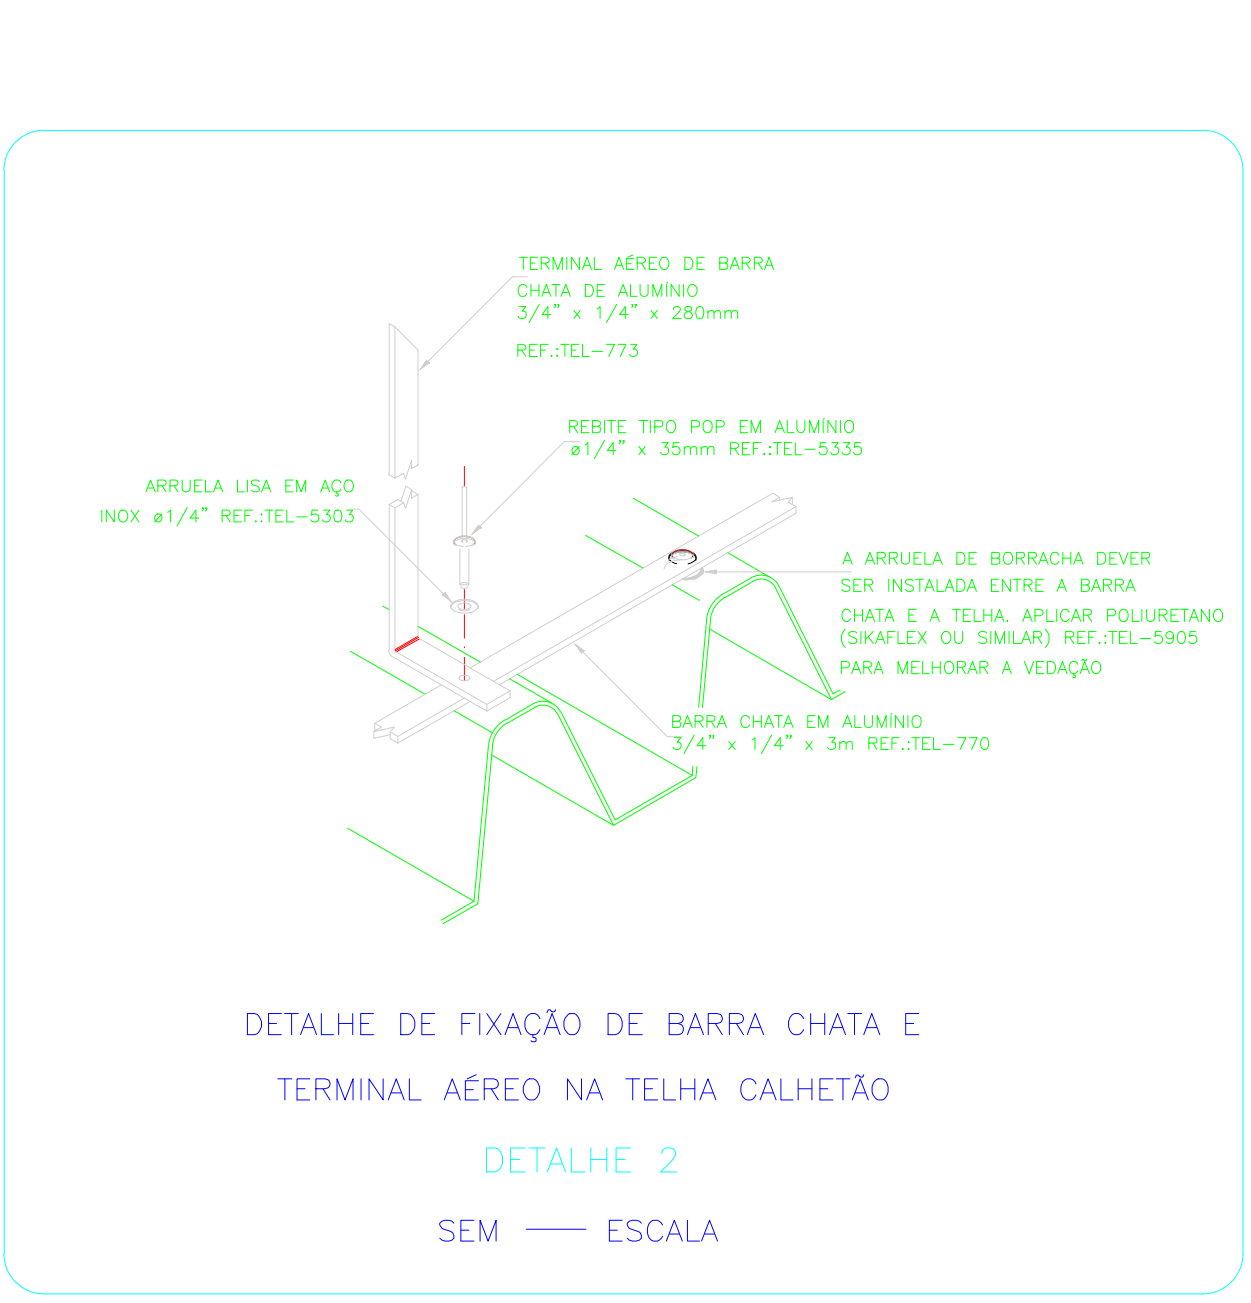 TERMINAL AÉREO DE BARRA
CHATA DE ALUMÍNIO
3/4" x 1/4" x 280mm
REF.:TEL-773
REBITE TIPO POP EM ALUMÍNIO
ø1/4" x 35mm REF.:TEL-5335
ARRUELA LISA EM AÇO
INOX ø1/4" REF.:TEL-5303
A ARRUELA DE BORRACHA DEVER
SER INSTALADA ENTRE A BARRA
CHATA E A TELHA. APLICAR POLIURETANO
(SIKAFLEX OU SIMILAR) REF.:TEL-5905
PARA MELHORAR A VEDAÇÃO
BARRA CHATA EM ALUMÍNIO
3/4" x 1/4" x 3m REF.:TEL-770
DETALHE DE FIXAÇÃO DE BARRA CHATA E
TERMINAL AÉREO NA TELHA CALHETÃO
DETALHE 2
SEM — ESCALA